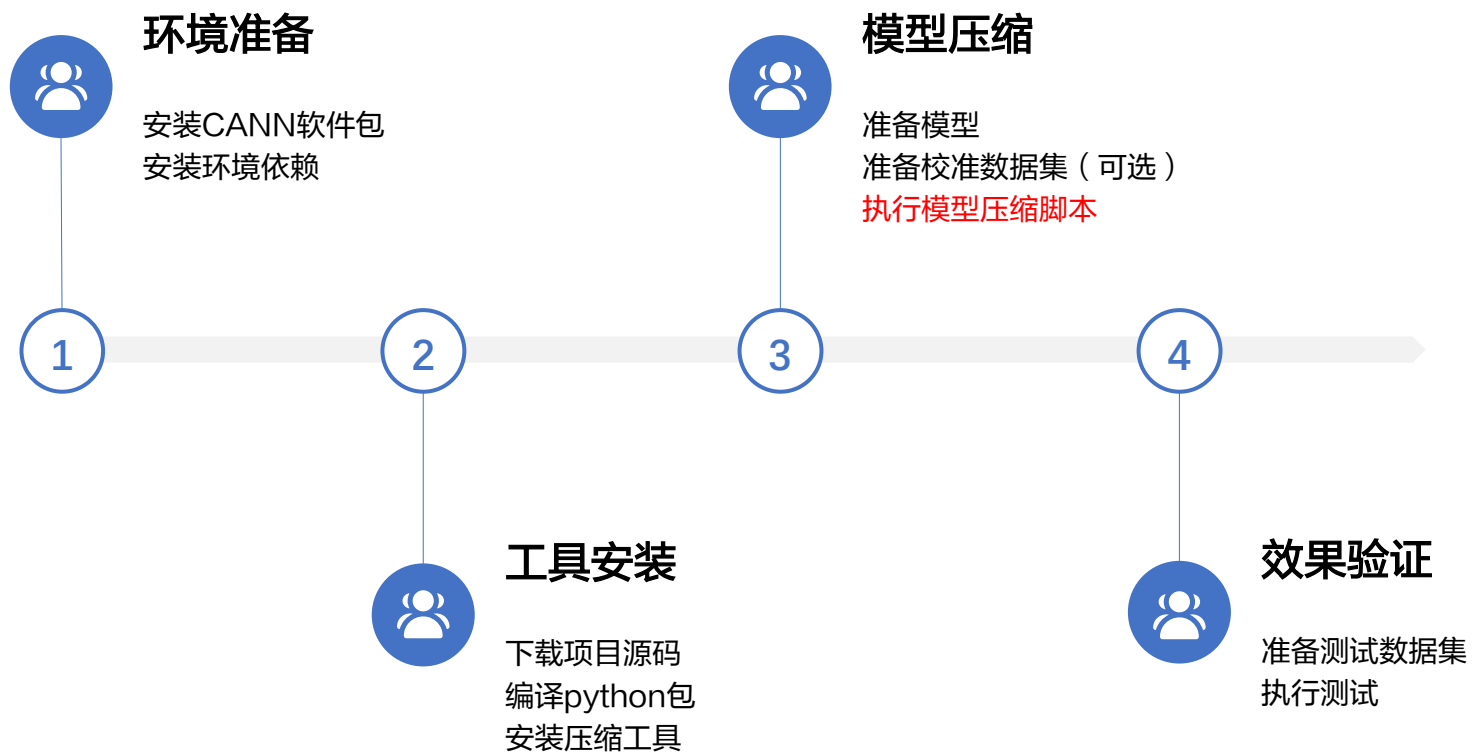 环境准备
安装CANN软件包
安装环境依赖
模型压缩
准备模型
准备校准数据集（可选）
执行模型压缩脚本
1
2
3
4
工具安装
下载项目源码
编译python包
安装压缩工具
效果验证
准备测试数据集
执行测试